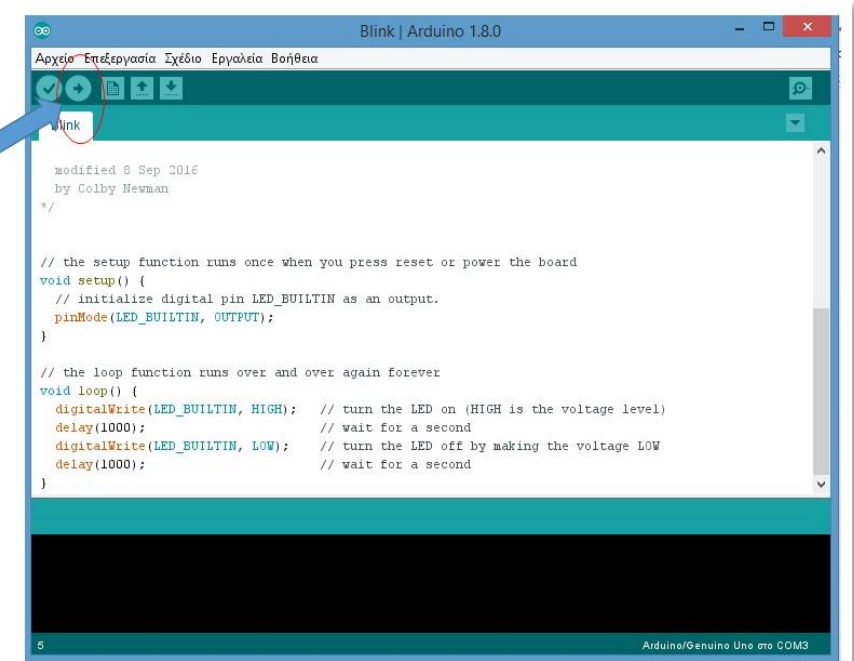 Blink | Arduino 1.8.0
Αρχείο Επεξεργασία Σχέδιο Εργαλεία Βοήθεια
Blink
modified 8 Sep 2016
by Colby Newman
*/
// the setup function runs once when you press reset or power the board
void setup() {
// initialize digital pin LED_BUILTIN as an output.
pinMode(LED_BUILTIN, OUTPUT);
}
// the loop function runs over and over again forever
void loop() {
digitalWrite(LED_BUILTIN, HIGH); // turn the LED on (HIGH is the voltage level)
delay(1000); // wait for a second
digitalWrite(LED_BUILTIN, LOW); // turn the LED off by making the voltage LOW
delay(1000); // wait for a second
}
5 Arduino/Genuino Uno στο COM3